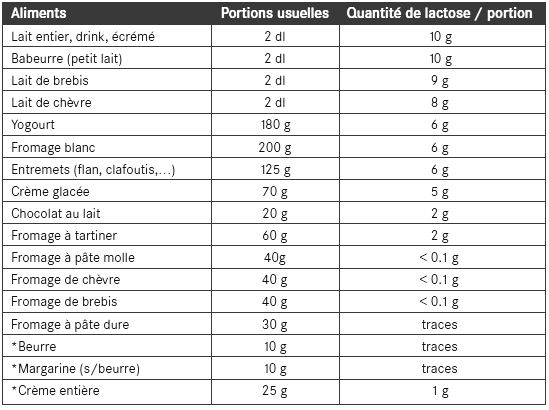 Aliments Portions usuelles Quantité de lactose / portion
Lait entier, drink, écrémé 2 dl 10 g
Babeurre (petit lait) 2 dl 10 g
Lait de brebis 2 dl 9 g
Lait de chèvre 2 dl 8 g
Yogourt 180 g 6 g
Fromage blanc 200 g 6 g
Entremets (flan, clafoutis,...) 125 g 6 g
Crème glacée 70 g 5 g
Chocolat au lait 20 g 2 g
Fromage à tartiner 60 g 2 g
Fromage à pâte molle 40g < 0.1 g
Fromage de chèvre 40 g < 0.1 g
Fromage de brebis 40 g < 0.1 g
Fromage à pâte dure 30 g traces
*Beurre 10 g traces
*Margarine (s/beurre) 10 g traces
*Crème entière 25 g 1 g